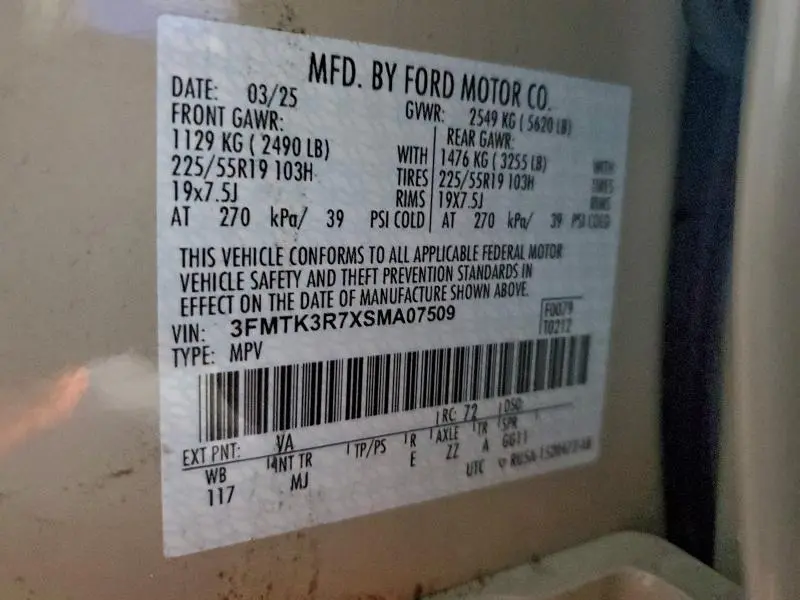 MFD. BY FORD MOTOR CO.
DATE: 03/25 GVWR: 2549 KG ( 5620 LB)
FRONT GAWR: REAR GAWR:
1129 KG ( 2490 LB) WITH 1476 KG ( 3255 LB) WITH
225/55R19 103H TIRES 225/55R19 103H TIRES
19x7.5J RIMS 19X7.5J RIMS
AT 270 kPa/ 39 PSI COLD AT 270 kPa/ 39 PSI COLD
THIS VEHICLE CONFORMS TO ALL APPLICABLE FEDERAL MOTOR
VEHICLE SAFETY AND THEFT PREVENTION STANDARDS IN
EFFECT ON THE DATE OF MANUFACTURE SHOWN ABOVE.
VIN: 3FMTK3R7XSMA07509 F0079
TYPE: MPV T0212
RC: 72 DSO:
EXT PNT: VA
WB INT TR TP/PS R AXLE TR SPR
117 MJ E ZZ A GG11
UTC